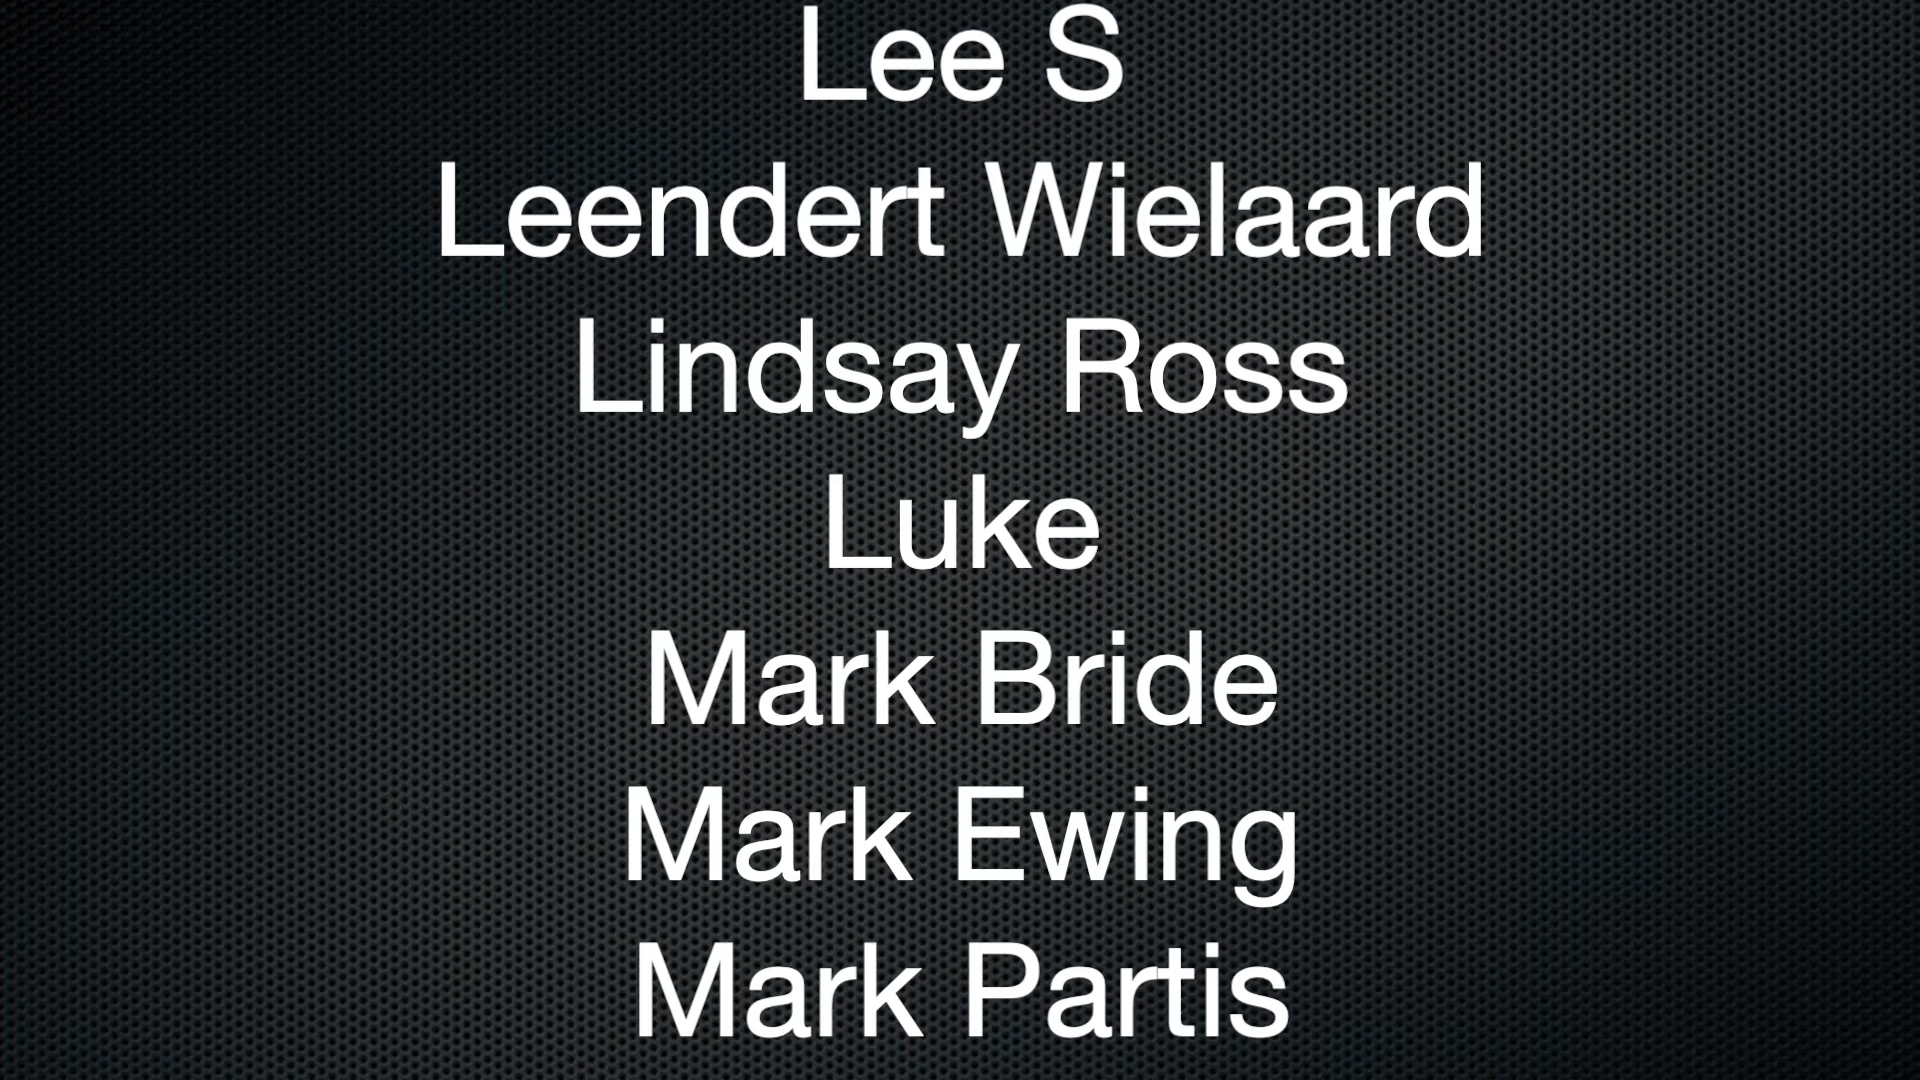 Lee S
Leendert Wielaard
Lindsay Ross
Luke
Mark Bride
Mark Ewing
Mark Partis